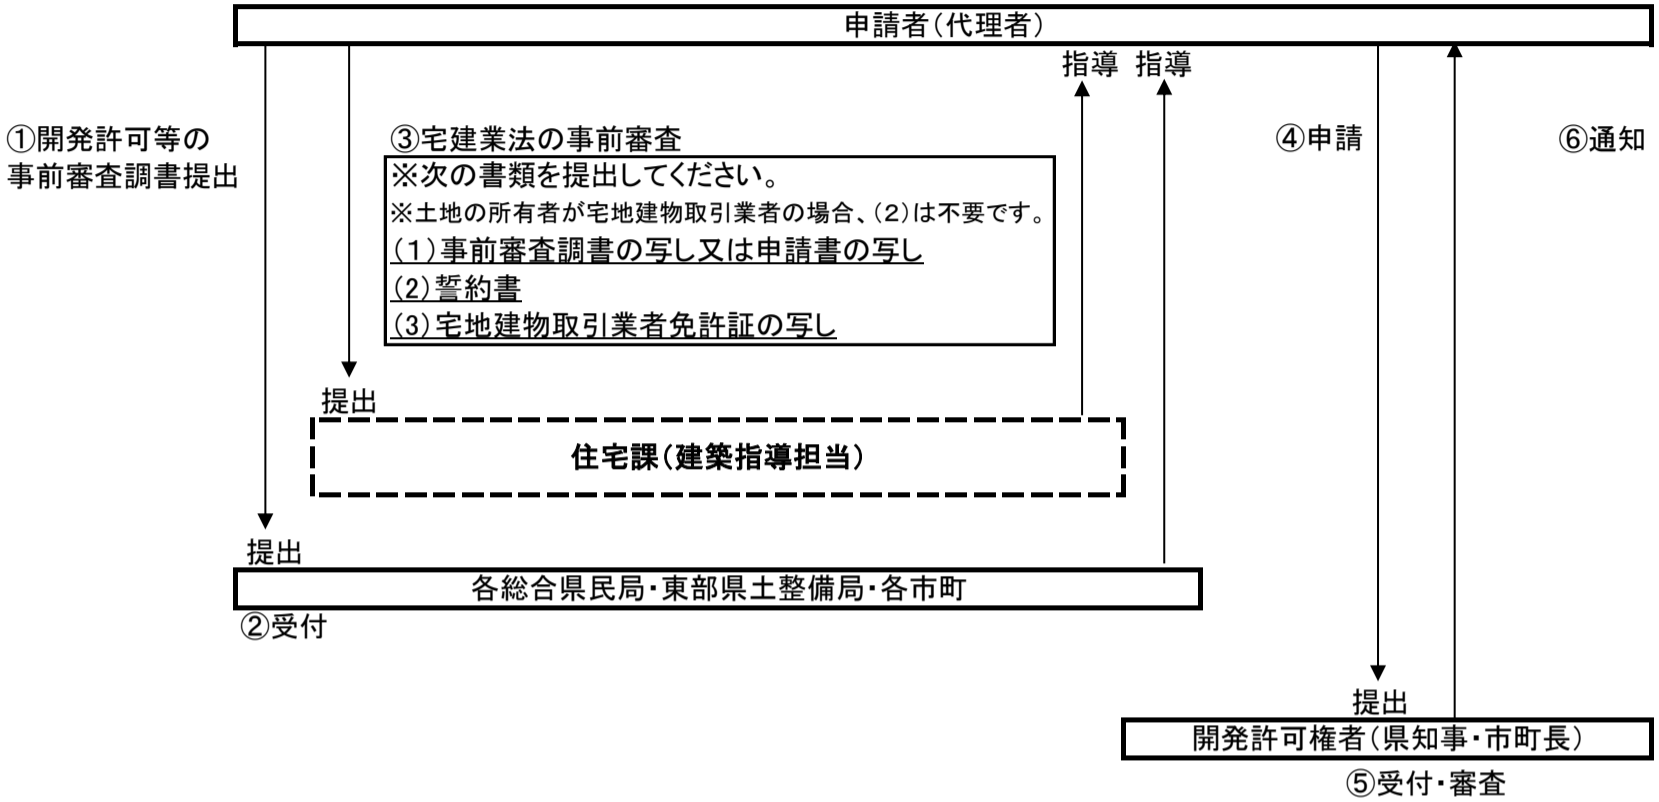 申請者(代理者)
指導 指導
①開発許可等の
事前審査調書提出
③宅建業法の事前審査
※次の書類を提出してください。
※土地の所有者が宅地建物取引業者の場合、(2)は不要です。
(1)事前審査調書の写し又は申請書の写し
(2)誓約書
(3)宅地建物取引業者免許証の写し
④申請
⑥通知
提出
住宅課(建築指導担当)
提出
各総合県民局・東部県土整備局・各市町
②受付
提出
開発許可権者(県知事・市町長)
⑤受付・審査